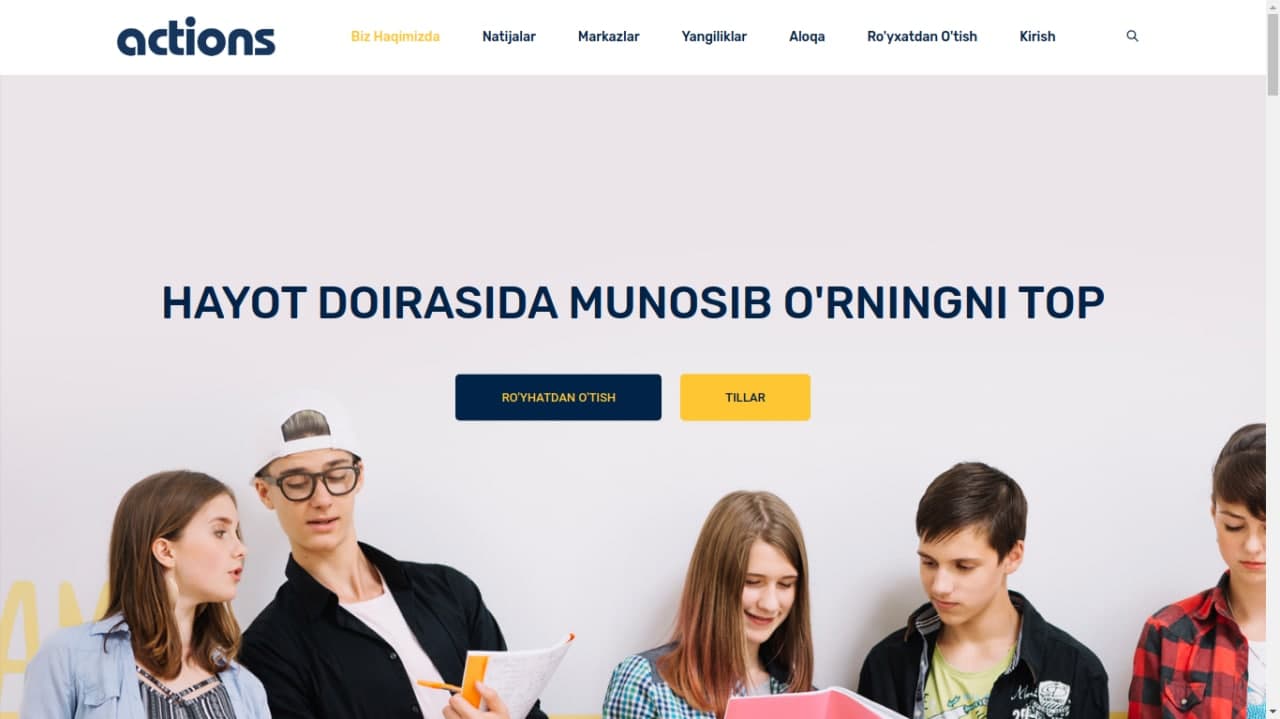 actions
Biz Haqimizda
Natijalar
Markazlar
Yangiliklar
Aloqa
Ro'yxatdan O'tish
Kirish
HAYOT DOIRASIDA MUNOSIB O'RNINGNI TOP
RO'YHATDAN O'TISH
TILLAR